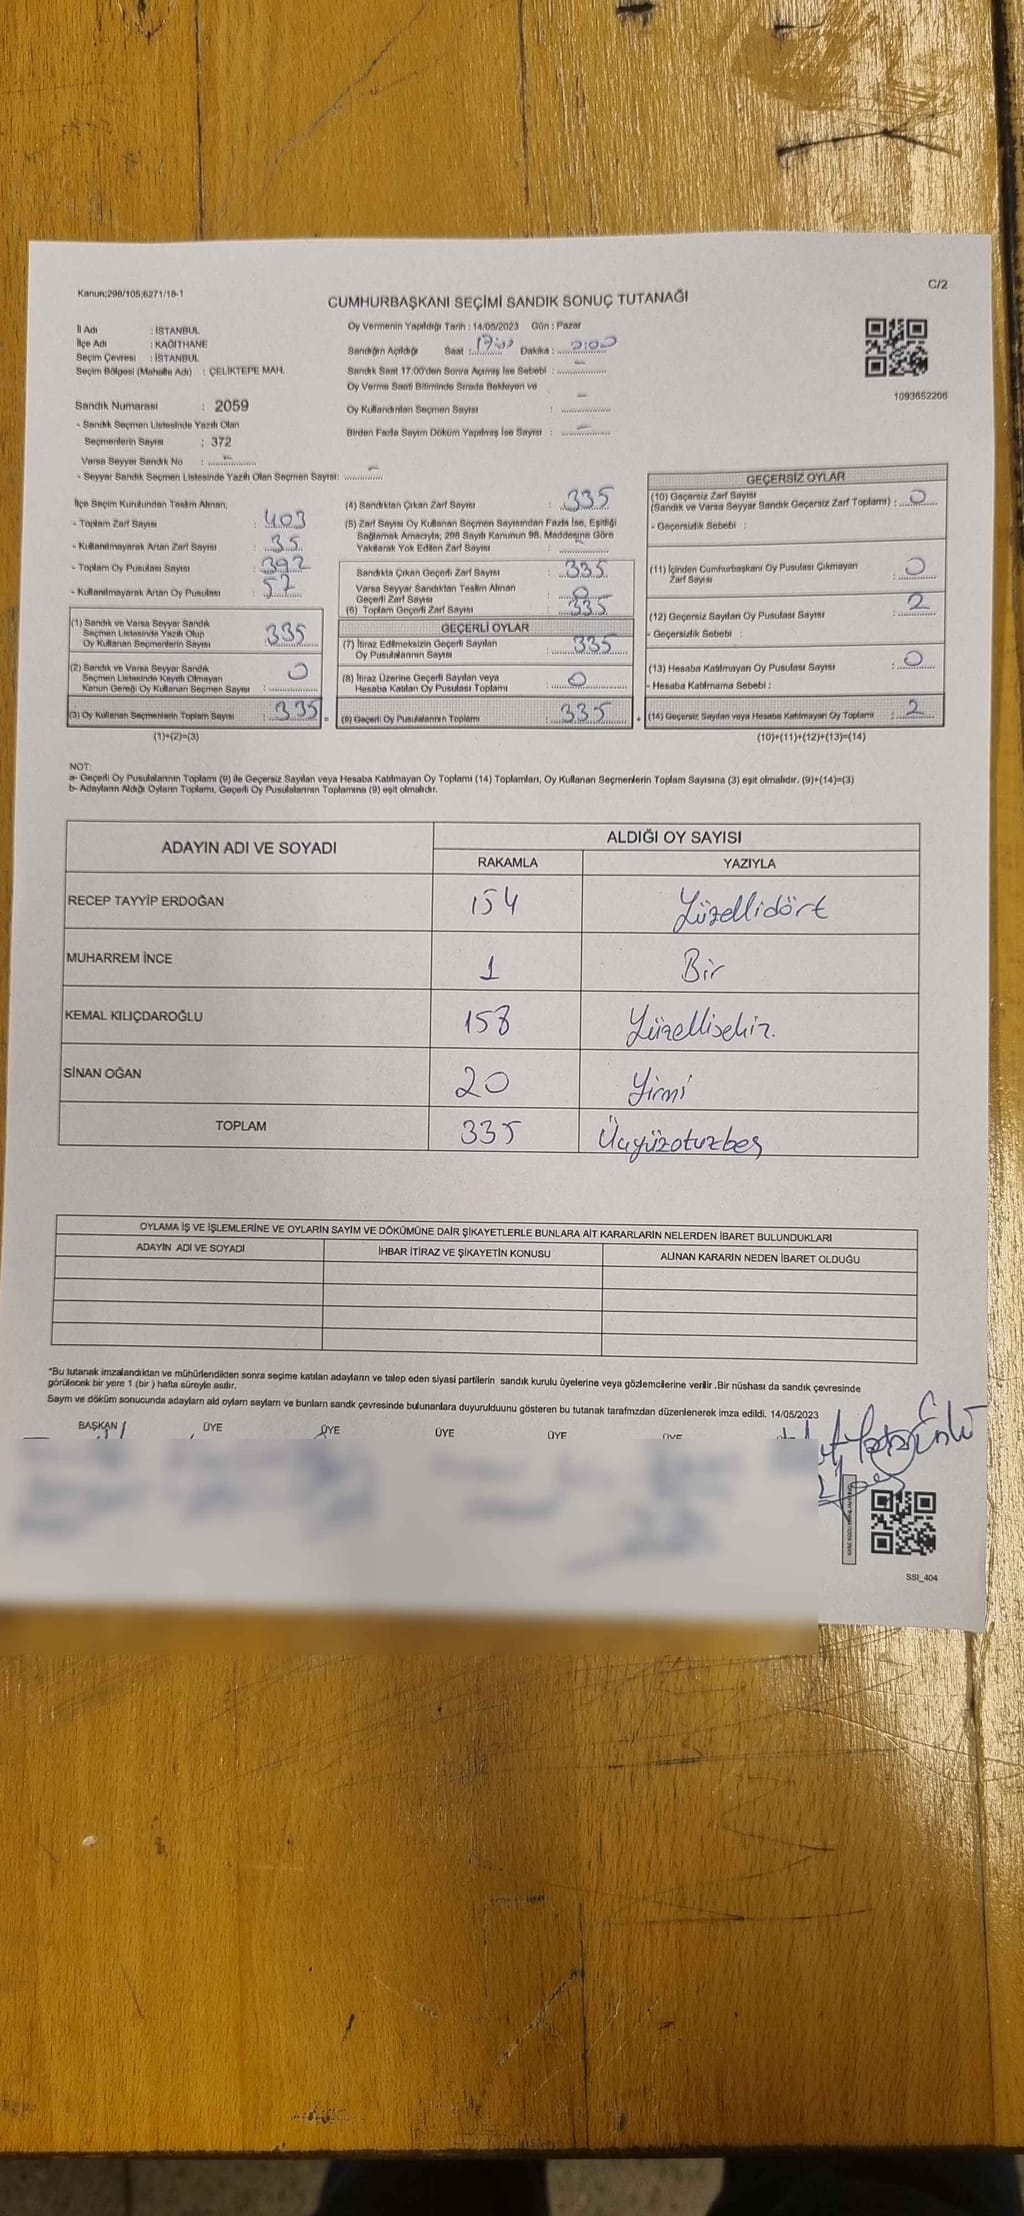 Kanun;298/105;6271/18-1
C/2
CUMHURBAŞKANI SEÇİMİ SANDIK SONUÇ TUTANAĞI
İl Adı : İSTANBUL
İlçe Adı : KAĞITHANE
Seçim Çevresi : İSTANBUL
Seçim Bölgesi (Mahalle Adı) : ÇELİKTEPE MAH.
Sandık Numarası : 2059
- Sandık Seçmen Listesinde Yazılı Olan
Seçmenlerin Sayısı : 372
Varsa Seyyar Sandık No : –
- Seyyar Sandık Seçmen Listesinde Yazılı Olan Seçmen Sayısı: –
Oy Vermenin Yapıldığı Tarih : 14/05/2023 Gün : Pazar
Sandığın Açıldığı Saat : 17:00 Dakika :
Sandık Saat 17:00'den Sonra Açılmış İse Sebebi : –
Oy Verme Saati Bitiminde Sırada Bekleyen ve
Oy Kullandırılan Seçmen Sayısı : –
Birden Fazla Sayım Döküm Yapılmış İse Sayısı : –
1093652206
İlçe Seçim Kurulundan Teslim Alınan;
- Toplam Zarf Sayısı : 403
- Kullanılmayarak Artan Zarf Sayısı : 35
- Toplam Oy Pusulası Sayısı : 392
- Kullanılmayarak Artan Oy Pusulası : 57
(1) Sandık ve Varsa Seyyar Sandık
Seçmen Listesinde Yazılı Olup
Oy Kullanan Seçmenlerin Sayısı : 335
(2) Sandık ve Varsa Seyyar Sandık
Seçmen Listesinde Kayıtlı Olmayan
Kanun Gereği Oy Kullanan Seçmen Sayısı : 0
(3) Oy Kullanan Seçmenlerin Toplam Sayısı : 335
(1)+(2)=(3)
(4) Sandıktan Çıkan Zarf Sayısı : 335
(5) Zarf Sayısı Oy Kullanan Seçmen Sayısından Fazla İse, Eşitliği
Sağlamak Amacıyla; 298 Sayılı Kanunun 98. Maddesine Göre
Yakılarak Yok Edilen Zarf Sayısı : –
Sandıkta Çıkan Geçerli Zarf Sayısı : 335
Varsa Seyyar Sandıktan Teslim Alınan
Geçerli Zarf Sayısı : 0
(6) Toplam Geçerli Zarf Sayısı : 335
GEÇERLİ OYLAR
(7) İtiraz Edilmeksizin Geçerli Sayılan
Oy Pusulalarının Sayısı : 335
(8) İtiraz Üzerine Geçerli Sayılan veya
Hesaba Katılan Oy Pusulası Toplamı : 0
(9) Geçerli Oy Pusulalarının Toplamı : 335
GEÇERSİZ OYLAR
(10) Geçersiz Zarf Sayısı
(Sandık ve Varsa Seyyar Sandık Geçersiz Zarf Toplamı) : 0
- Geçersizlik Sebebi :
(11) İçinden Cumhurbaşkanı Oy Pusulası Çıkmayan
Zarf Sayısı : 0
(12) Geçersiz Sayılan Oy Pusulası Sayısı : 2
- Geçersizlik Sebebi :
(13) Hesaba Katılmayan Oy Pusulası Sayısı : 0
- Hesaba Katılmama Sebebi :
(14) Geçersiz Sayılan veya Hesaba Katılmayan Oy Toplamı : 2
(10)+(11)+(12)+(13)=(14)
NOT:
a- Geçerli Oy Pusulalarının Toplamı (9) ile Geçersiz Sayılan veya Hesaba Katılmayan Oy Toplamı (14) Toplamları, Oy Kullanan Seçmenlerin Toplam Sayısına (3) eşit olmalıdır. (9)+(14)=(3)
b- Adayların Aldığı Oyların Toplamı, Geçerli Oy Pusulalarının Toplamına (9) eşit olmalıdır.
ADAYIN ADI VE SOYADI ALDIĞI OY SAYISI
RAKAMLA YAZIYLA
RECEP TAYYİP ERDOĞAN 154 Yüzellidört
MUHARREM İNCE 1 Bir
KEMAL KILIÇDAROĞLU 158 Yüzellisekiz.
SİNAN OĞAN 20 Yirmi
TOPLAM 335 Üçyüzotuzbeş
OYLAMA İŞ VE İŞLEMLERİNE VE OYLARIN SAYIM VE DÖKÜMÜNE DAİR ŞİKAYETLERLE BUNLARA AİT KARARLARIN NELERDEN İBARET BULUNDUKLARI
ADAYIN ADI VE SOYADI İHBAR İTİRAZ VE ŞİKAYETİN KONUSU ALINAN KARARIN NEDEN İBARET OLDUĞU
*Bu tutanak imzalandıktan ve mühürlendikten sonra seçime katılan adayların ve talep eden siyasi partilerin sandık kurulu üyelerine veya gözlemcilerine verilir .Bir nüshası da sandık çevresinde
görülecek bir yere 1 (bir ) hafta süreyle asılır.
Sayım ve döküm sonucunda adayların ald oyların sayıları ve bunların sandk çevresinde bulunanlara duyurulduunu gösteren bu tutanak tarafmzdan düzenlenerek imza edildi. 14/05/2023
BAŞKAN ÜYE ÜYE ÜYE ÜYE ÜYE
SSI_404